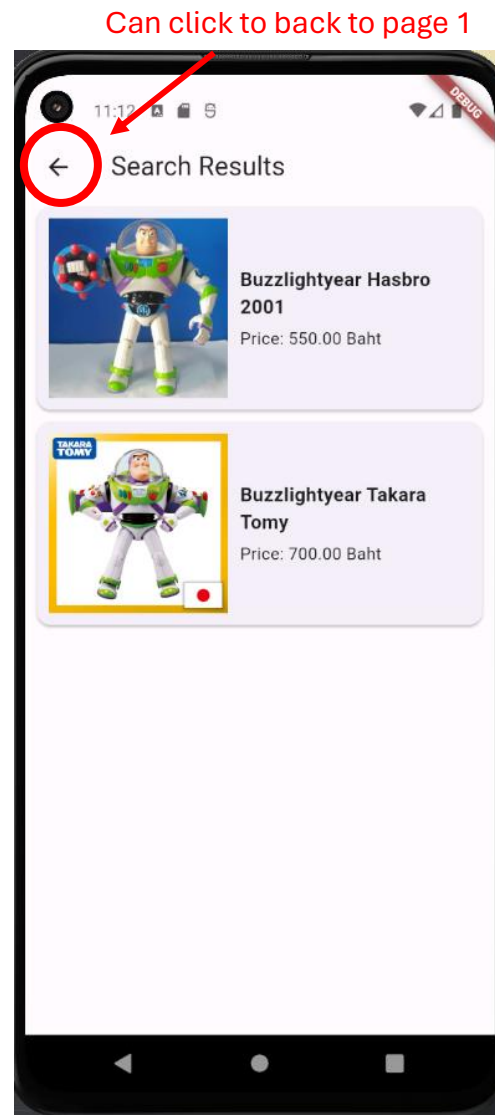 Can click to back to page 1
11:12
DEBUG
Search Results
Buzzlightyear Hasbro
2001
Price: 550.00 Baht
TAKARA
TOMY
Buzzlightyear Takara
Tomy
Price: 700.00 Baht